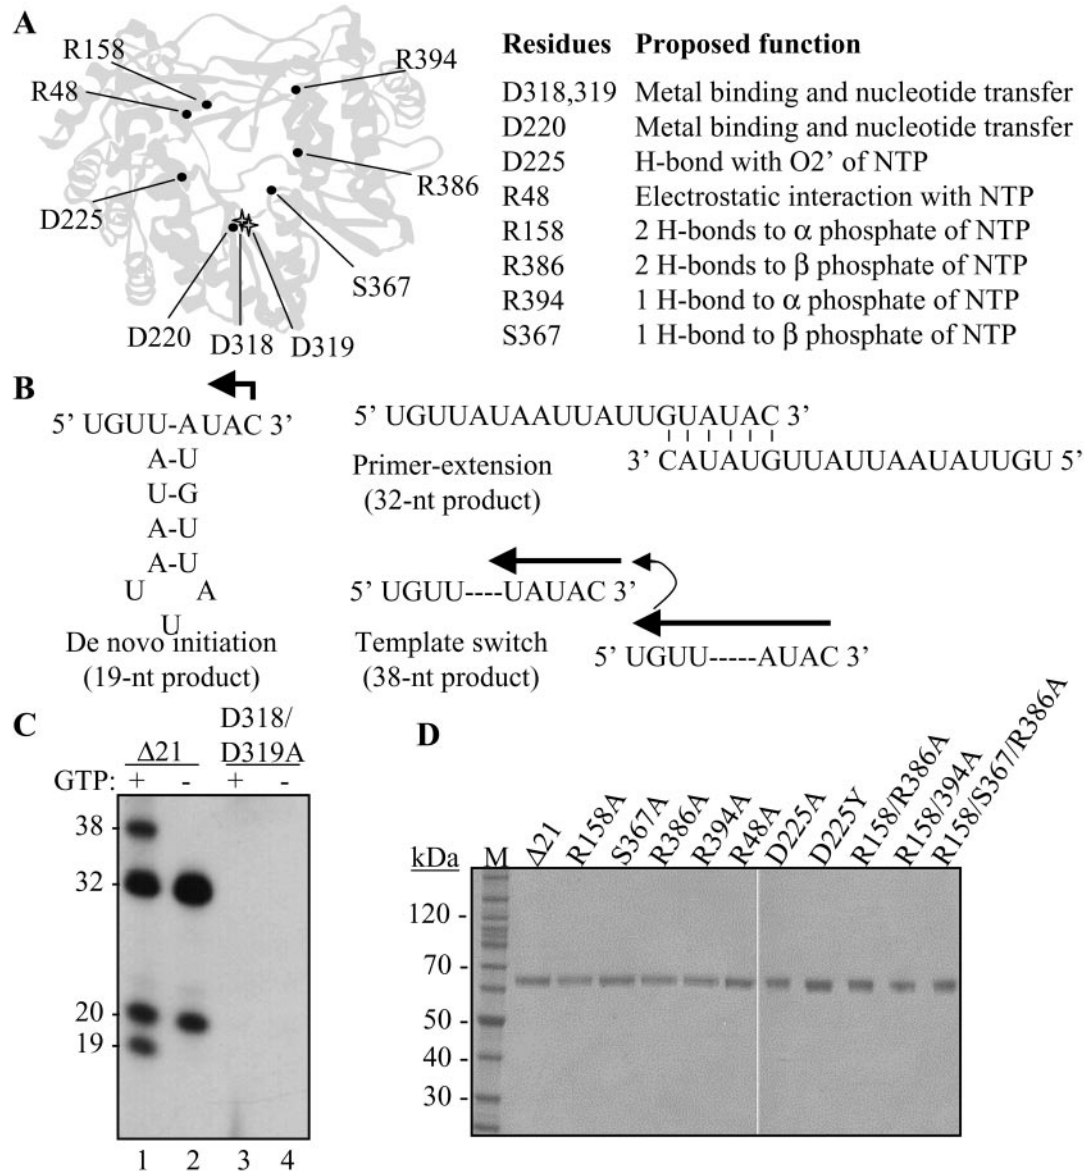 A
R158
R394
R48
R386
D225
S367
D220
D318
D319
Residues Proposed function
D318,319 Metal binding and nucleotide transfer
D220 Metal binding and nucleotide transfer
D225 H-bond with O2’ of NTP
R48 Electrostatic interaction with NTP
R158 2 H-bonds to α phosphate of NTP
R386 2 H-bonds to β phosphate of NTP
R394 1 H-bond to α phosphate of NTP
S367 1 H-bond to β phosphate of NTP
B
5’ UGUU-AUAC 3’
A-U
U-G
A-U
A-U
U A
U
De novo initiation
(19-nt product)
5’ UGUUAUAAUUAUUGUAUAC 3’
3’ CAUAUGUUAUUAAUAUUGU 5’
Primer-extension
(32-nt product)
5’ UGUU----UAUAC 3’
5’ UGUU-----AUAC 3’
Template switch
(38-nt product)
C
D318/
Δ21 D319A
GTP: + - + -
38
32
20
19
1 2 3 4
D
kDa M Δ21 R158A S367A R386A R394A R48A D225A D225Y R158/R386A R158/394A R158/S367/R386A
120 -
70 -
50 -
40 -
30 -